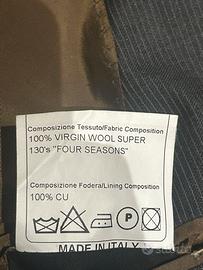 Composizione Tessuto/Fabric Composition
100% VIRGIN WOOL SUPER
130's "FOUR SEASONS"
Composizione Fodera/Lining Composition
100% CU
P
MADE IN ITALY
subito